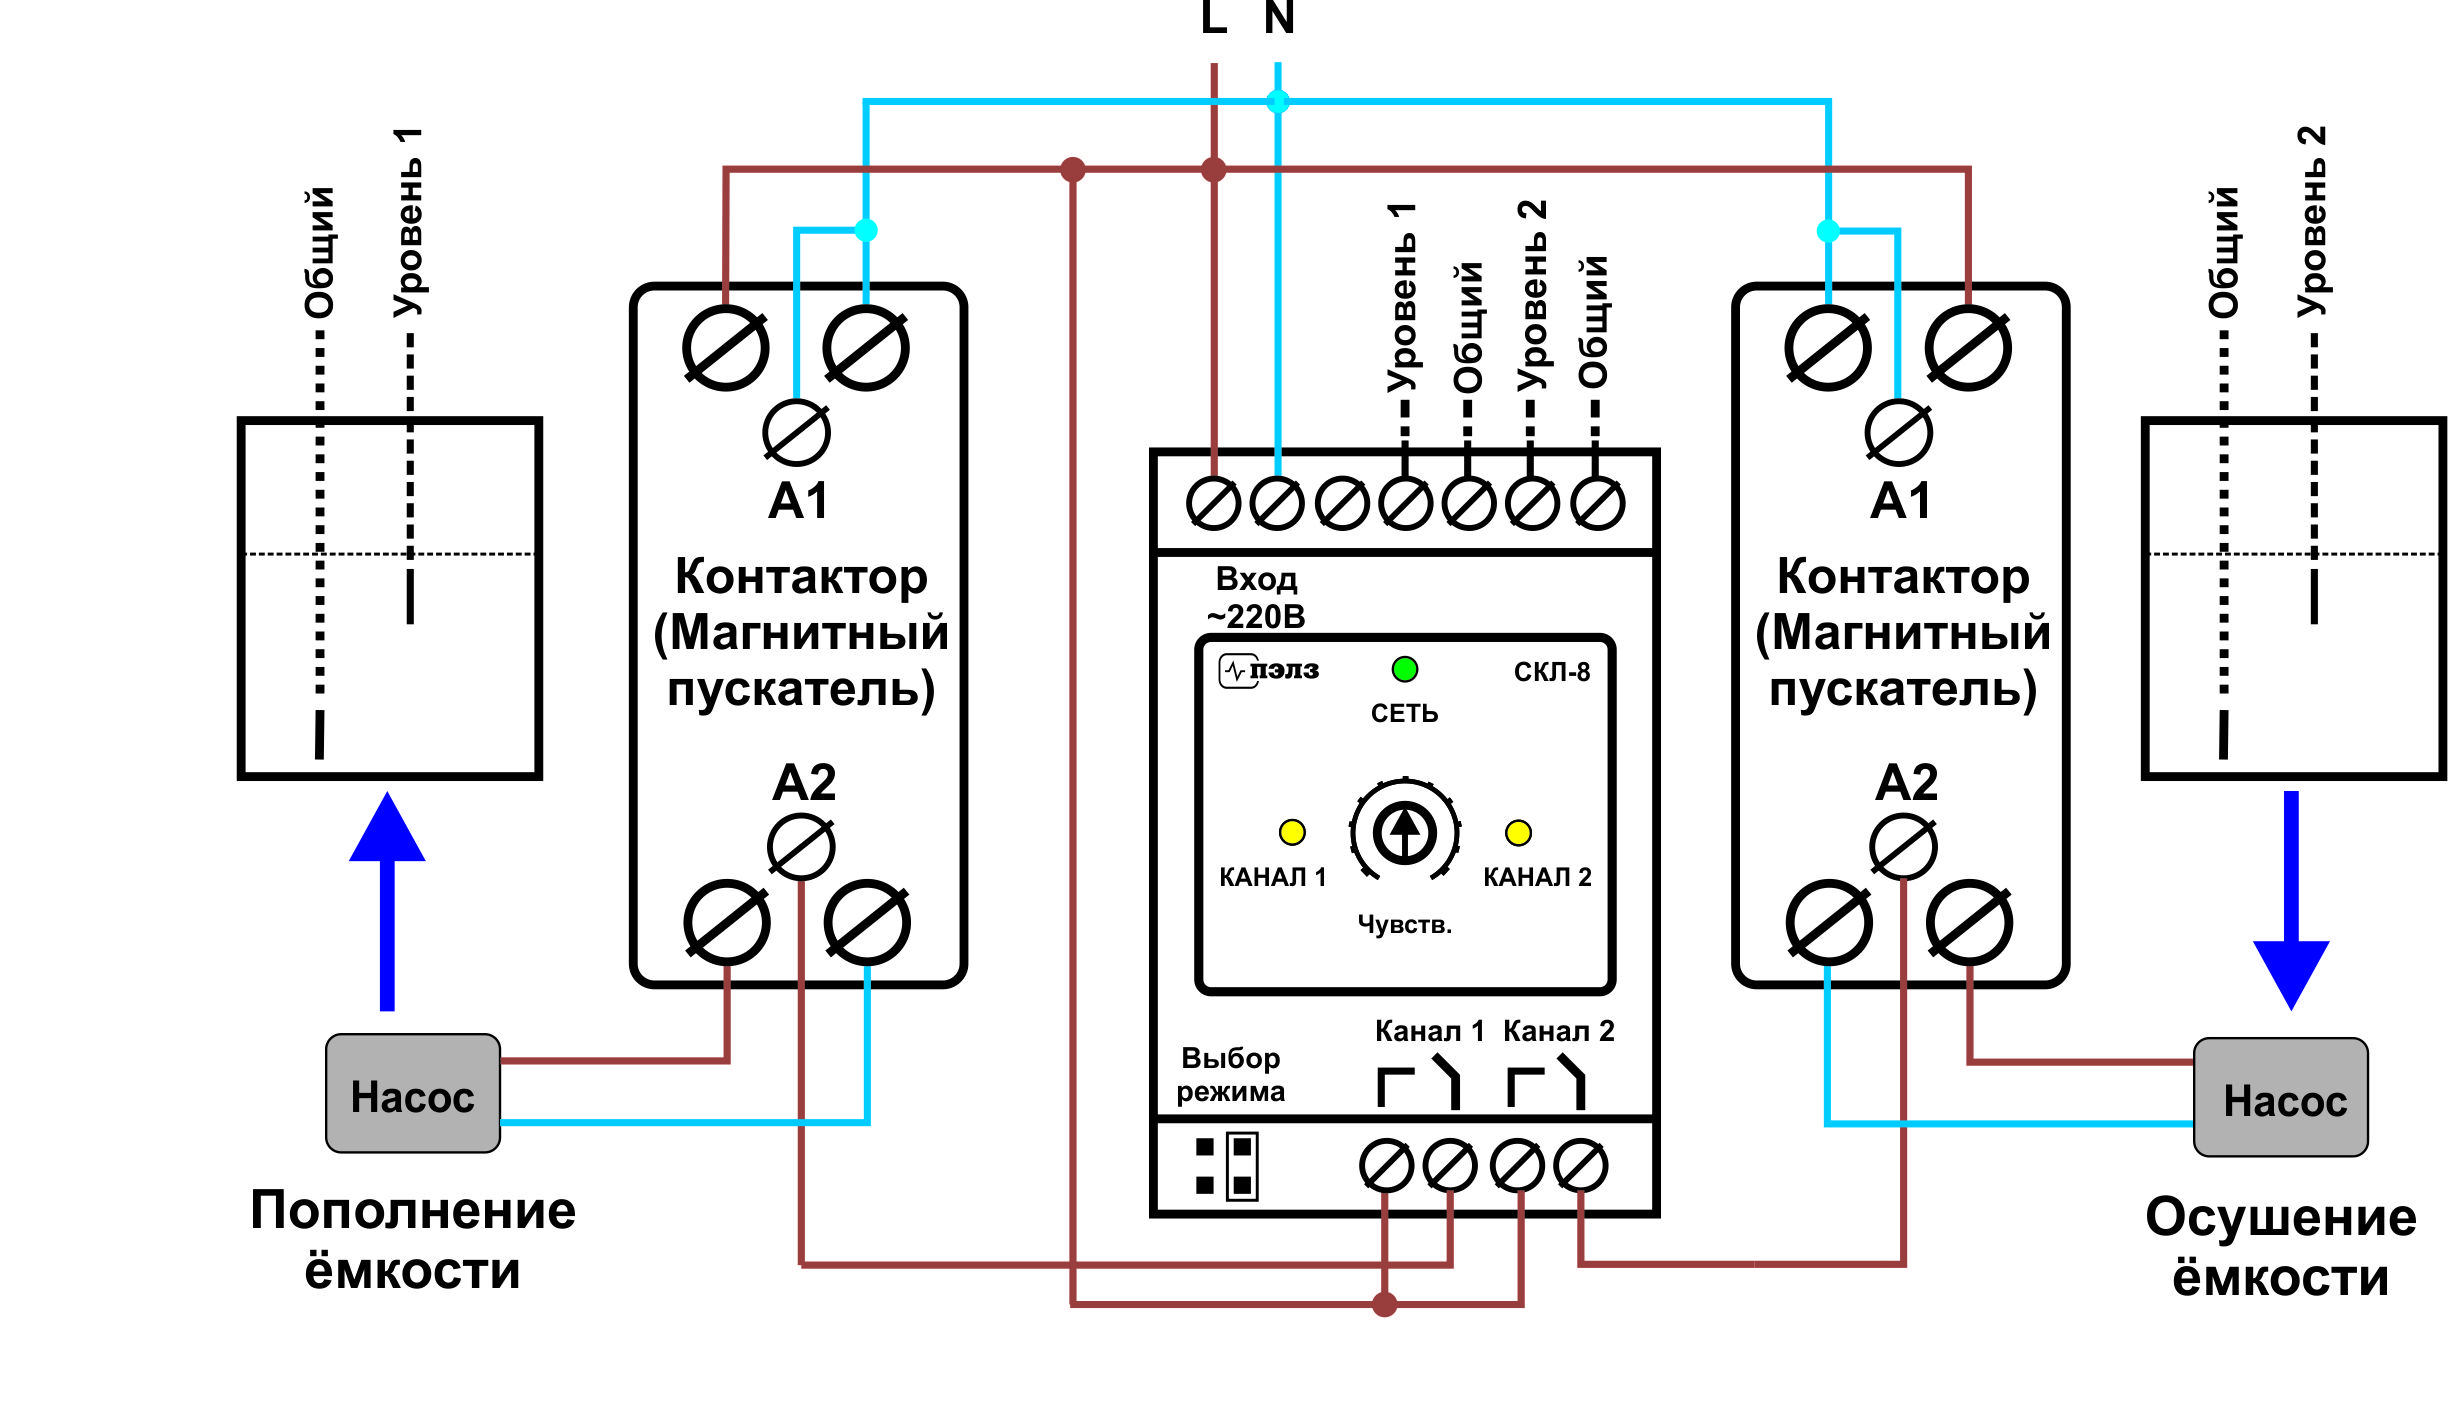 L N
Общий
Уровень 1
Уровень 1
Общий
Уровень 2
Общий
Общий
Уровень 2
A1
Контактор
(Магнитный
пускатель)
A2
Вход
~220В
пэлз
СКЛ-8
СЕТЬ
КАНАЛ 1
КАНАЛ 2
Чувств.
Канал 1 Канал 2
Выбор
режима
A1
Контактор
(Магнитный
пускатель)
A2
Насос
Пополнение
ёмкости
Насос
Осушение
ёмкости